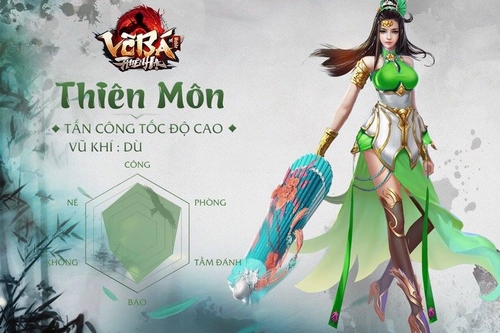 VÕ BÁ
THIÊN HẠ
Thiên Môn
TẤN CÔNG TỐC ĐỘ CAO
VŨ KHÍ : DÙ
CÔNG
NÉ
PHÒNG
KHÔNG
TẦM ĐÁNH
BẠO